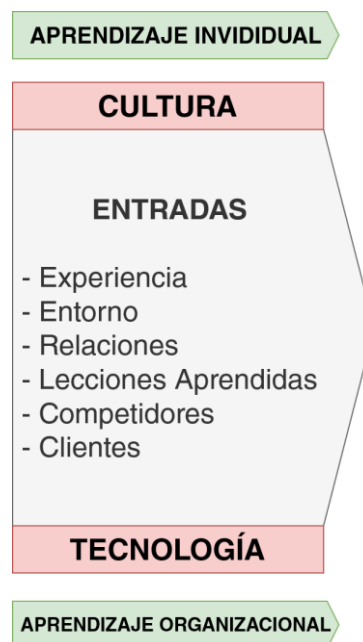 APRENDIZAJE INVIDIDUAL
CULTURA
ENTRADAS
- Experiencia
- Entorno
- Relaciones
- Lecciones Aprendidas
- Competidores
- Clientes
TECNOLOGÍA
APRENDIZAJE ORGANIZACIONAL